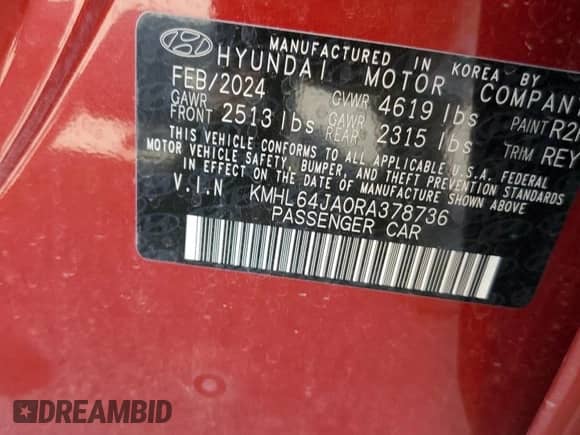 MANUFACTURED IN KOREA BY
HYUNDAI MOTOR COMPANY
FEB/2024 GVWR 4619 lbs PAINT
GAWR FRONT 2513 lbs GAWR REAR 2315 lbs TRIM REY
THIS VEHICLE CONFORMS TO ALL APPLICABLE U.S.A. FEDERAL
MOTOR VEHICLE SAFETY, BUMPER, AND THEFT PREVENTION STANDARDS
IN EFFECT ON THE DATE OF MANUFACTURE SHOWN ABOVE
V.I.N KMHL64JA0RA378736
PASSENGER CAR
DREAMBID